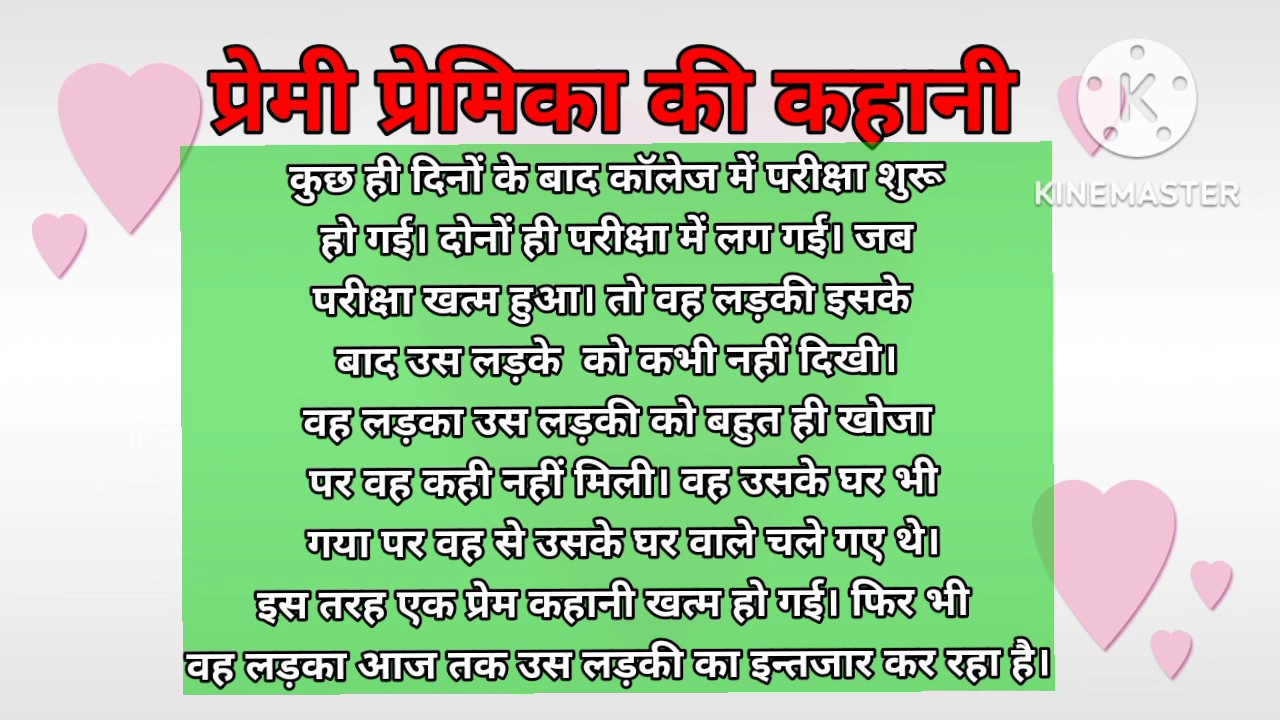 प्रेमी प्रेमिका की कहानी
KINEMASTER
कुछ ही दिनों के बाद कॉलेज में परीक्षा शुरू
हो गई। दोनों ही परीक्षा में लग गई। जब
परीक्षा खत्म हुआ। तो वह लड़की इसके
बाद उस लड़के को कभी नहीं दिखी।
वह लड़का उस लड़की को बहुत ही खोजा
पर वह कही नहीं मिली। वह उसके घर भी
गया पर वह से उसके घर वाले चले गए थे।
इस तरह एक प्रेम कहानी खत्म हो गई। फिर भी
वह लड़का आज तक उस लड़की का इन्तजार कर रहा है।